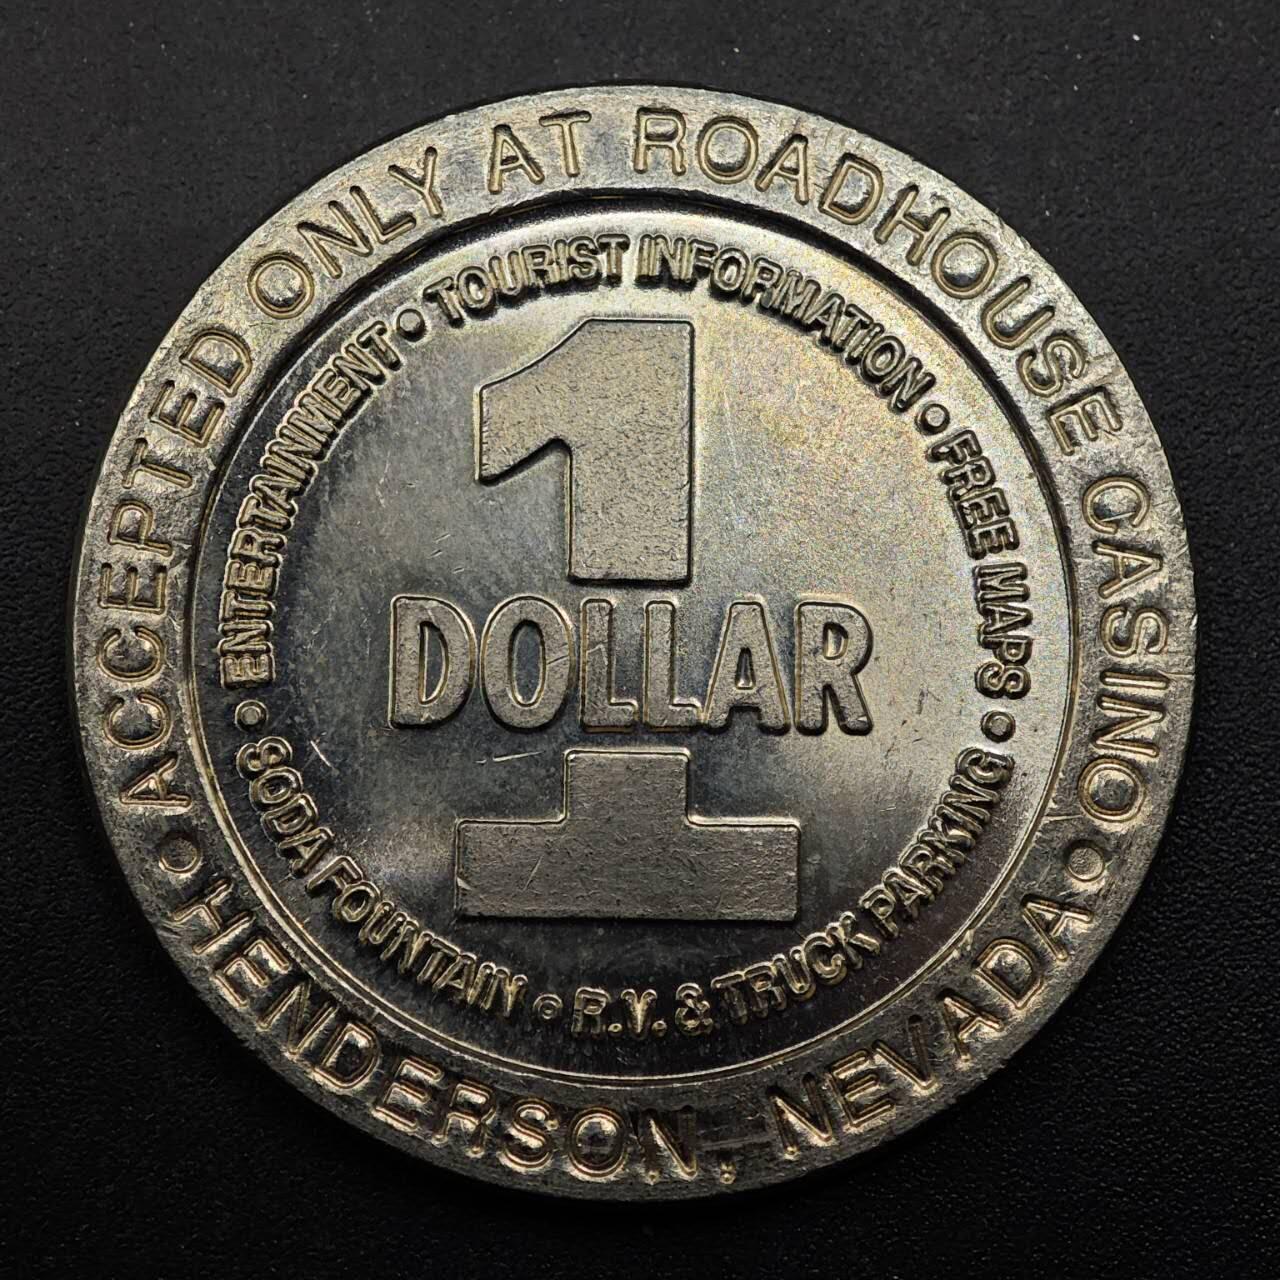 • ACCEPTED ONLY AT ROADHOUSE CASINO •
HENDERSON, NEVADA
• ENTERTAINMENT • TOURIST INFORMATION • FREE MAPS •
SODA FOUNTAIN • R.V. & TRUCK PARKING
1
DOLLAR